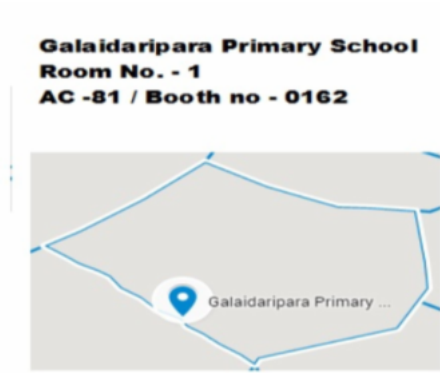 Galaidaripara Primary School
Room No. - 1
AC -81 / Booth no - 0162
Galaidaripara Primary ...